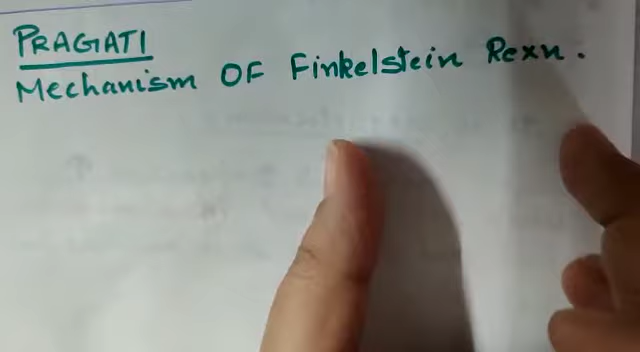 PRAGATI
Mechanism OF Finkelstein Rexn.